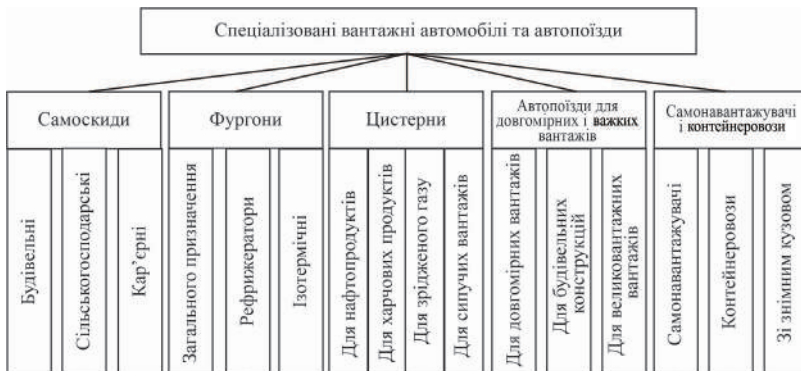 Спеціалізовані вантажні автомобілі та автопоїзди
Самоскиди
Фургони
Цистерни
Автопоїзди для
довгомірних і важких
вантажів
Самонавантажувачі
і контейнеровози
Будівельні
Сільськогосподарські
Кар’єрні
Загального призначення
Рефрижератори
Ізотермічні
Для нафтопродуктів
Для харчових продуктів
Для зрідженого газу
Для сипучих вантажів
Для довгомірних вантажів
Для будівельних
конструкцій
Для великовантажних
вантажів
Самонавантажувачі
Контейнеровози
Зі знімним кузовом